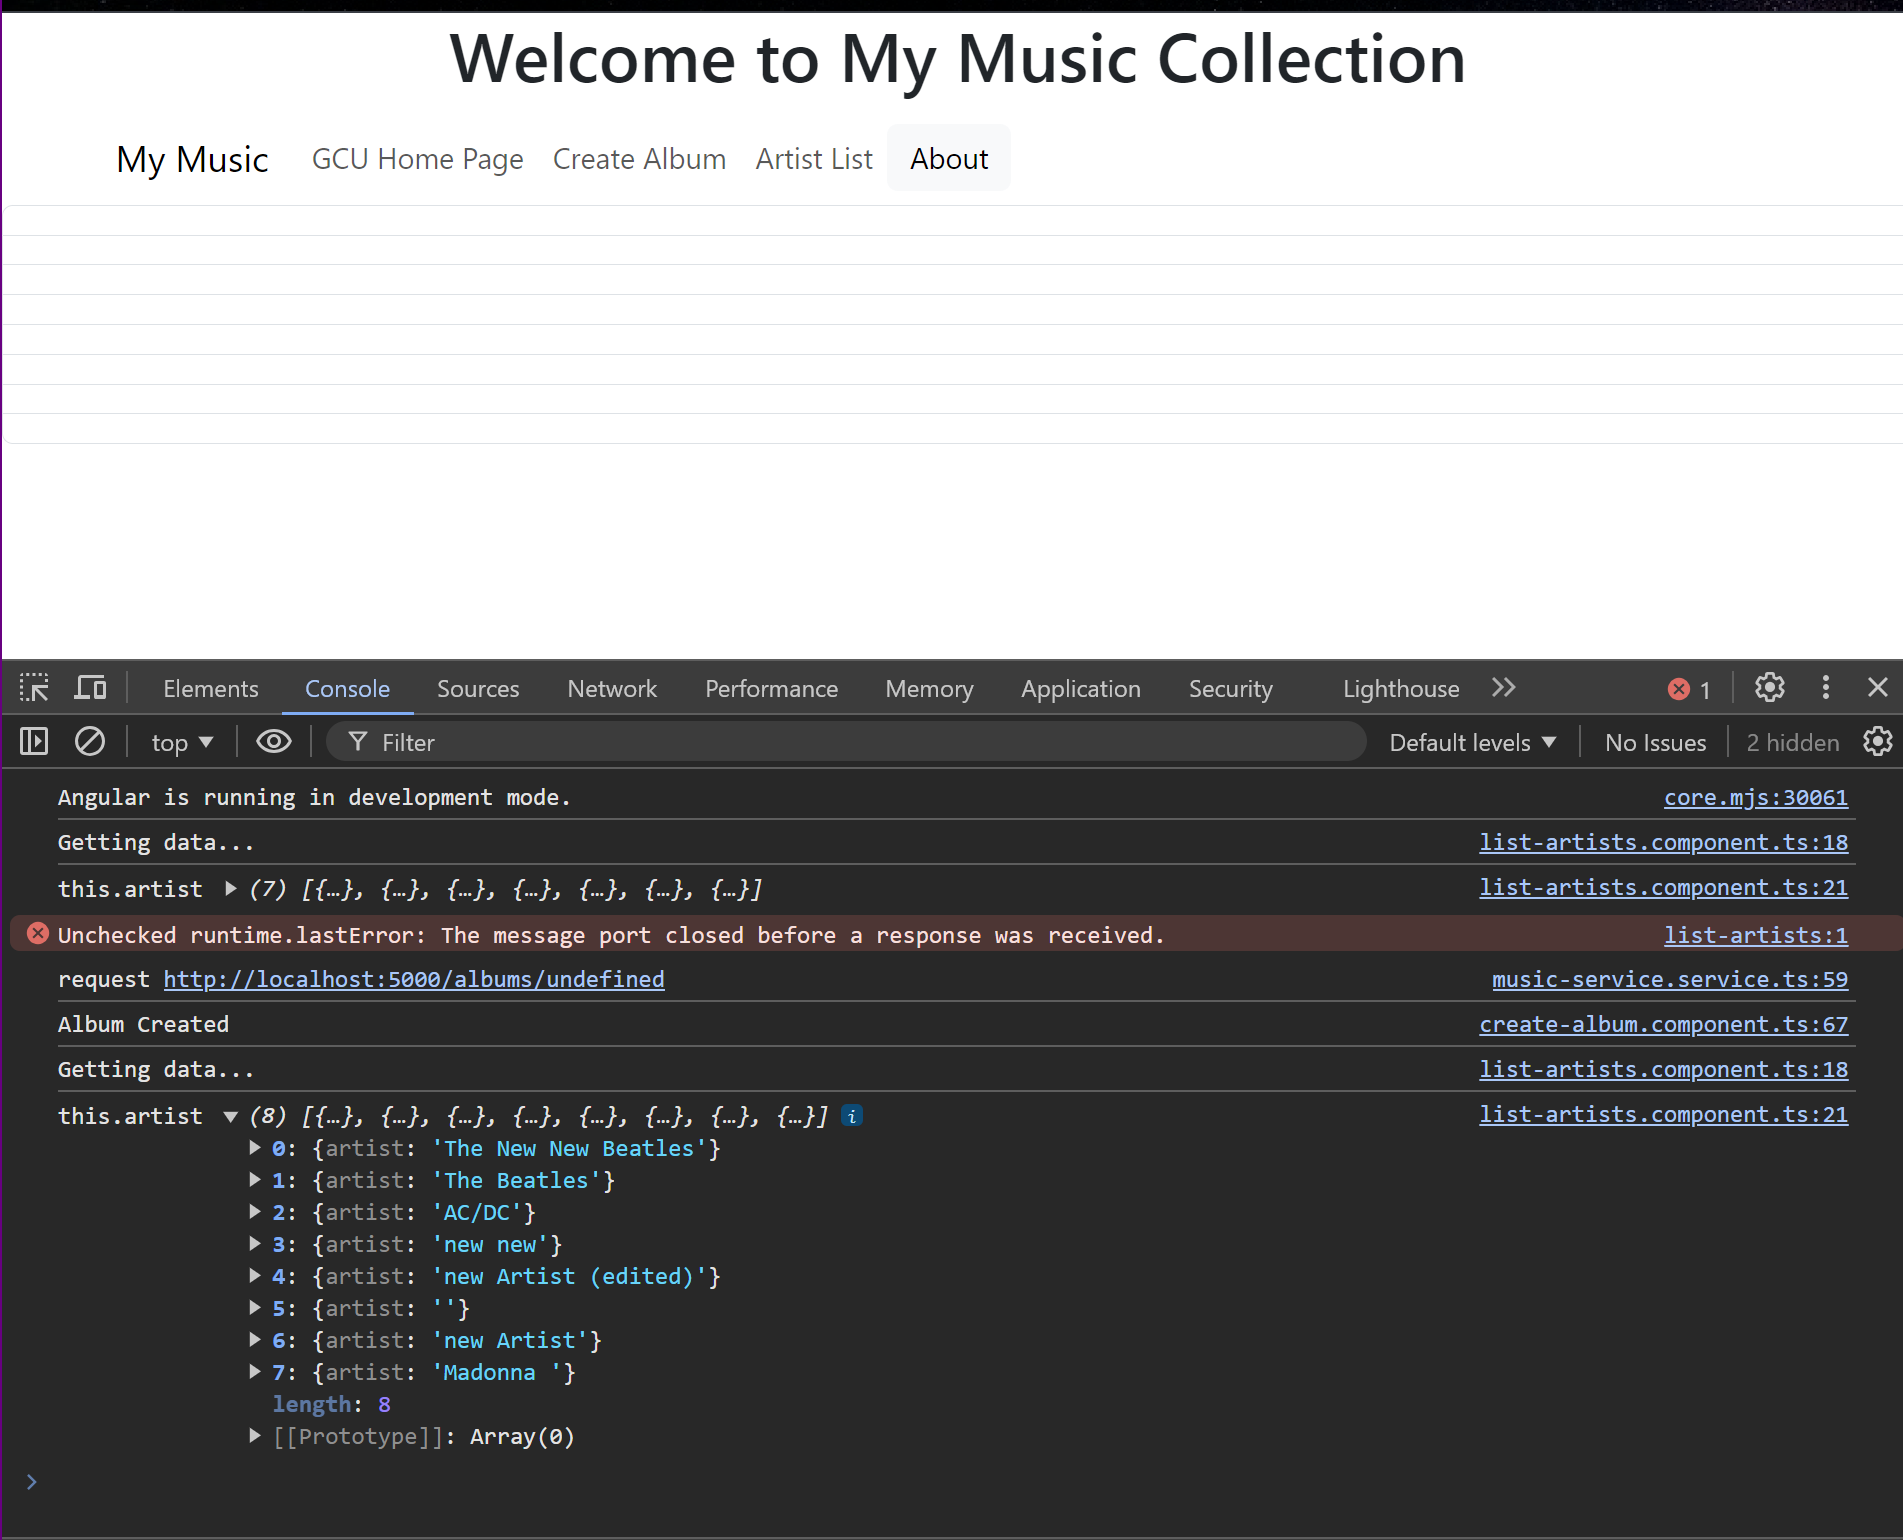 Welcome to My Music Collection
My Music GCU Home Page Create Album Artist List About
Elements Console Sources Network Performance Memory Application Security Lighthouse 1
top Filter Default levels No Issues 2 hidden
Angular is running in development mode. core.mjs:30061
Getting data... list-artists.component.ts:18
this.artist (7) [{…}, {…}, {…}, {…}, {…}, {…}, {…}] list-artists.component.ts:21
Unchecked runtime.lastError: The message port closed before a response was received. list-artists:1
request http://localhost:5000/albums/undefined music-service.service.ts:59
Album Created create-album.component.ts:67
Getting data... list-artists.component.ts:18
this.artist (8) [{…}, {…}, {…}, {…}, {…}, {…}, {…}, {…}] i list-artists.component.ts:21
0: {artist: 'The New New Beatles'}
1: {artist: 'The Beatles'}
2: {artist: 'AC/DC'}
3: {artist: 'new new'}
4: {artist: 'new Artist (edited)'}
5: {artist: ''}
6: {artist: 'new Artist'}
7: {artist: 'Madonna '}
length: 8
[[Prototype]]: Array(0)